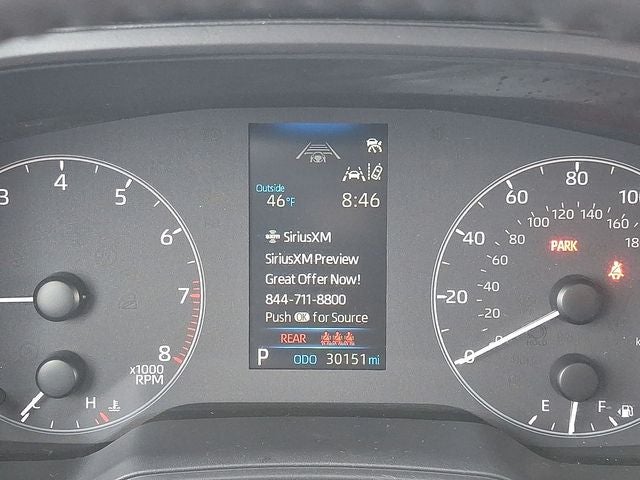 3
4
5
6
7
8
x1000
RPM
H
Outside
46°F
8:46
SiriusXM
SiriusXM Preview
Great Offer Now!
844-711-8800
Push OK for Source
REAR
P ODO 30151 mi
0
20
40
60
80
100
20
40
60
80
100
120
140
160
PARK
E
F